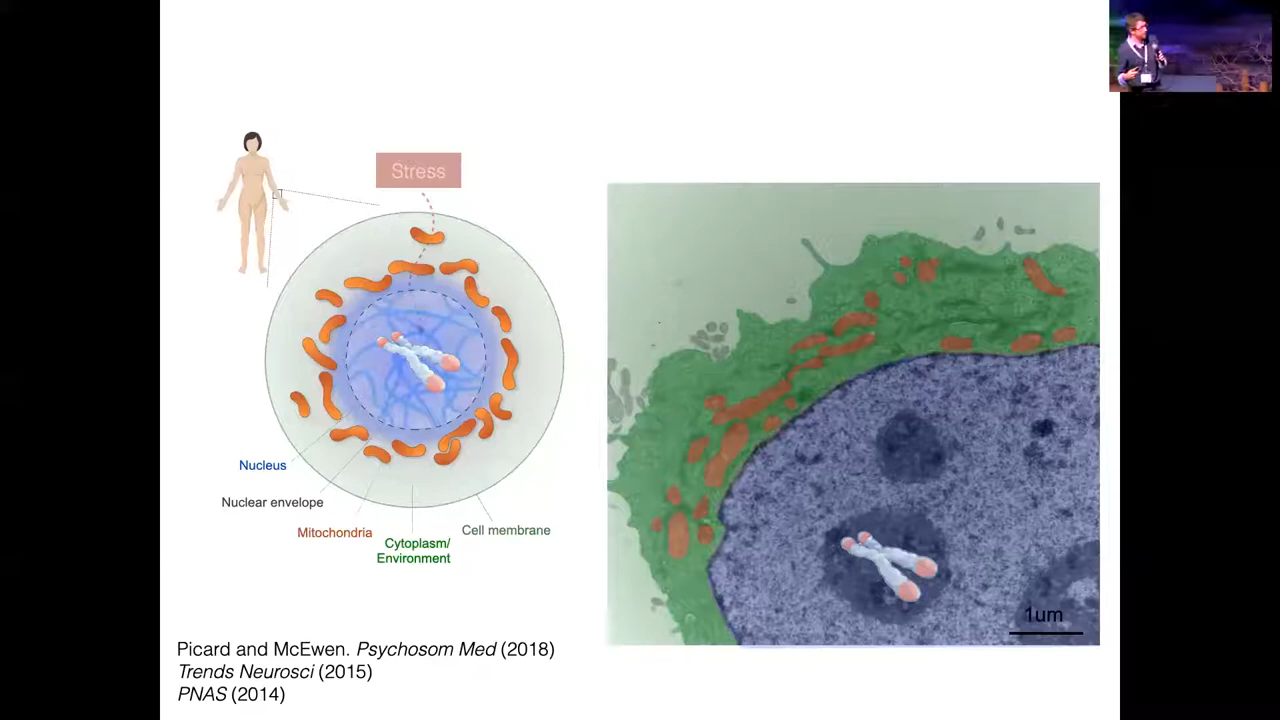 Stress
Nucleus
Nuclear envelope
Mitochondria
Cytoplasm/
Environment
Cell membrane
1um
Picard and McEwen. Psychosom Med (2018)
Trends Neurosci (2015)
PNAS (2014)